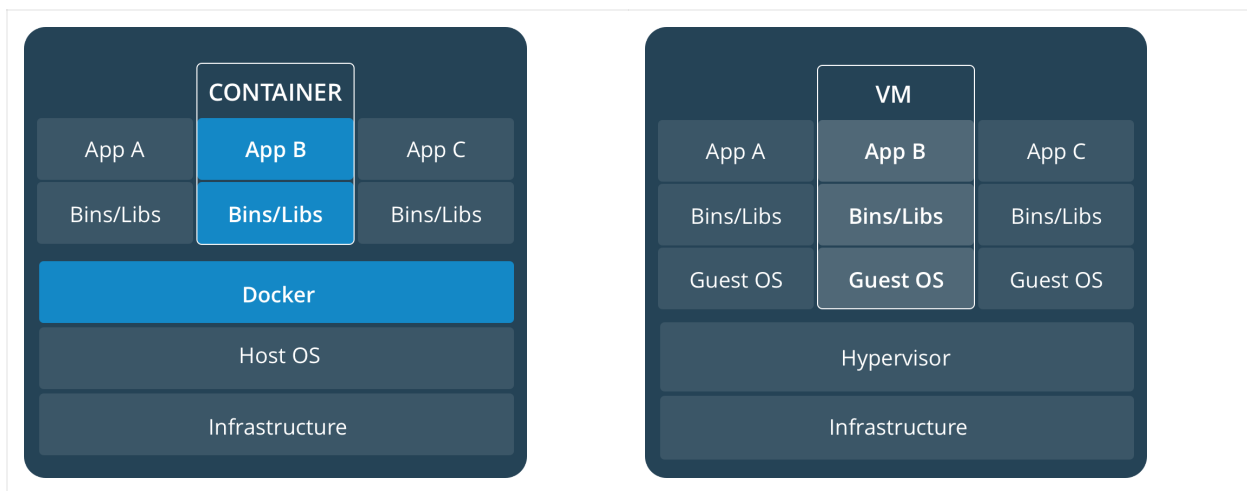 CONTAINER
App A App B App C
Bins/Libs Bins/Libs Bins/Libs
Docker
Host OS
Infrastructure
VM
App A App B App C
Bins/Libs Bins/Libs Bins/Libs
Guest OS Guest OS Guest OS
Hypervisor
Infrastructure